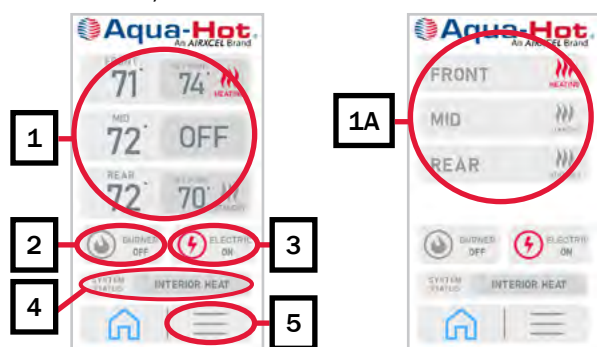 Aqua-Hot
An AIRXCEL Brand
FRONT
71° 74° HEATING
MID
72° OFF
REAR
72° 70°
BURNER OFF
ELECTRIC ON
SYSTEM STATUS INTERIOR HEAT
1
2
3
4
5
Aqua-Hot
An AIRXCEL Brand
FRONT HEATING
MID
REAR
BURNER OFF
ELECTRIC ON
SYSTEM STATUS INTERIOR HEAT
1A